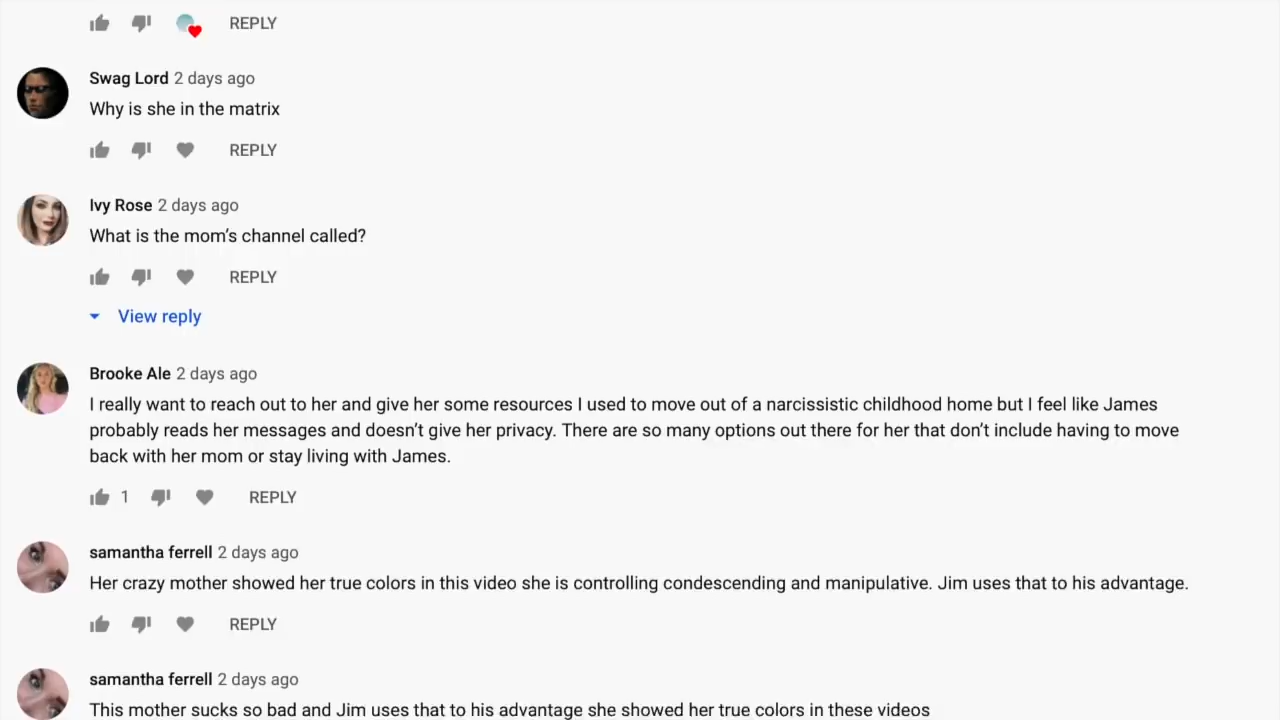 REPLY
Swag Lord 2 days ago
Why is she in the matrix
REPLY
Ivy Rose 2 days ago
What is the mom’s channel called?
REPLY
View reply
Brooke Ale 2 days ago
I really want to reach out to her and give her some resources I used to move out of a narcissistic childhood home but I feel like James
probably reads her messages and doesn’t give her privacy. There are so many options out there for her that don’t include having to move
back with her mom or stay living with James.
1 REPLY
samantha ferrell 2 days ago
Her crazy mother showed her true colors in this video she is controlling condescending and manipulative. Jim uses that to his advantage.
REPLY
samantha ferrell 2 days ago
This mother sucks so bad and Jim uses that to his advantage she showed her true colors in these videos